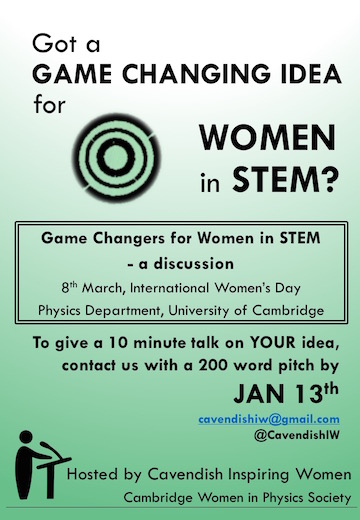 Got a
GAME CHANGING IDEA
for
WOMEN
in STEM?
Game Changers for Women in STEM
- a discussion
8th March, International Women's Day
Physics Department, University of Cambridge
To give a 10 minute talk on YOUR idea,
contact us with a 200 word pitch by
JAN 13th
cavendishiw@gmail.com
@CavendishIW
Hosted by Cavendish Inspiring Women
Cambridge Women in Physics Society